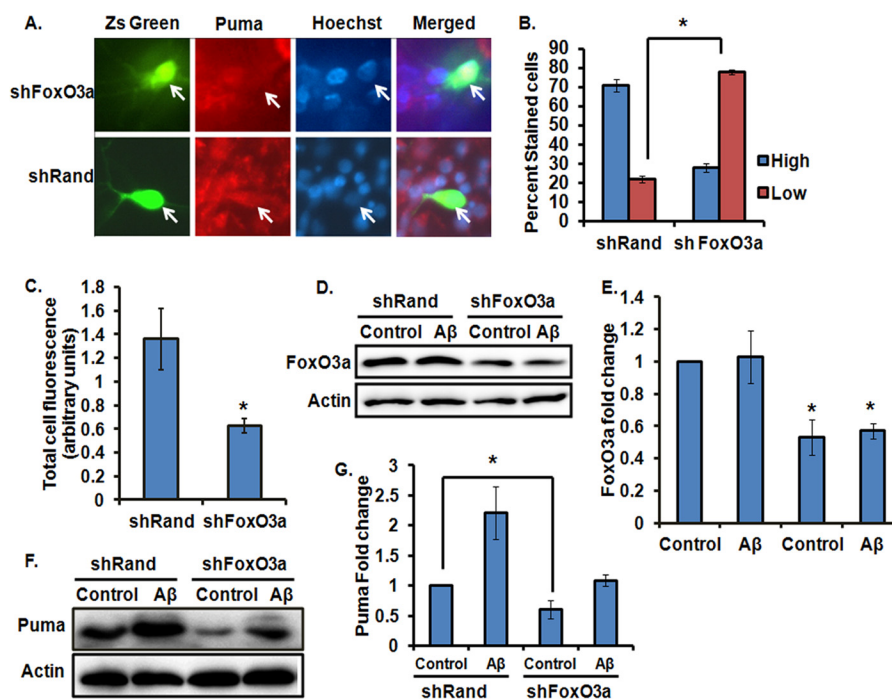 A.
Zs Green Puma Hoechst Merged
shFoxO3a
shRand
B.
*
Percent Stained cells
90
80
70
60
50
40
30
20
10
0
shRand sh FoxO3a
High
Low
C.
Total cell fluorescence
(arbitrary units)
1.8
1.6
1.4
1.2
1
0.8
0.6
0.4
0.2
0
*
shRand shFoxO3a
D.
shRand shFoxO3a
Control Aβ Control Aβ
FoxO3a
Actin
E.
FoxO3a fold change
1.4
1.2
1
0.8
0.6
0.4
0.2
0
* *
Control Aβ Control Aβ
F.
shRand shFoxO3a
Control Aβ Control Aβ
Puma
Actin
G.
Puma Fold change
3
2.5
2
1.5
1
0.5
0
*
Control Aβ Control Aβ
shRand shFoxO3a